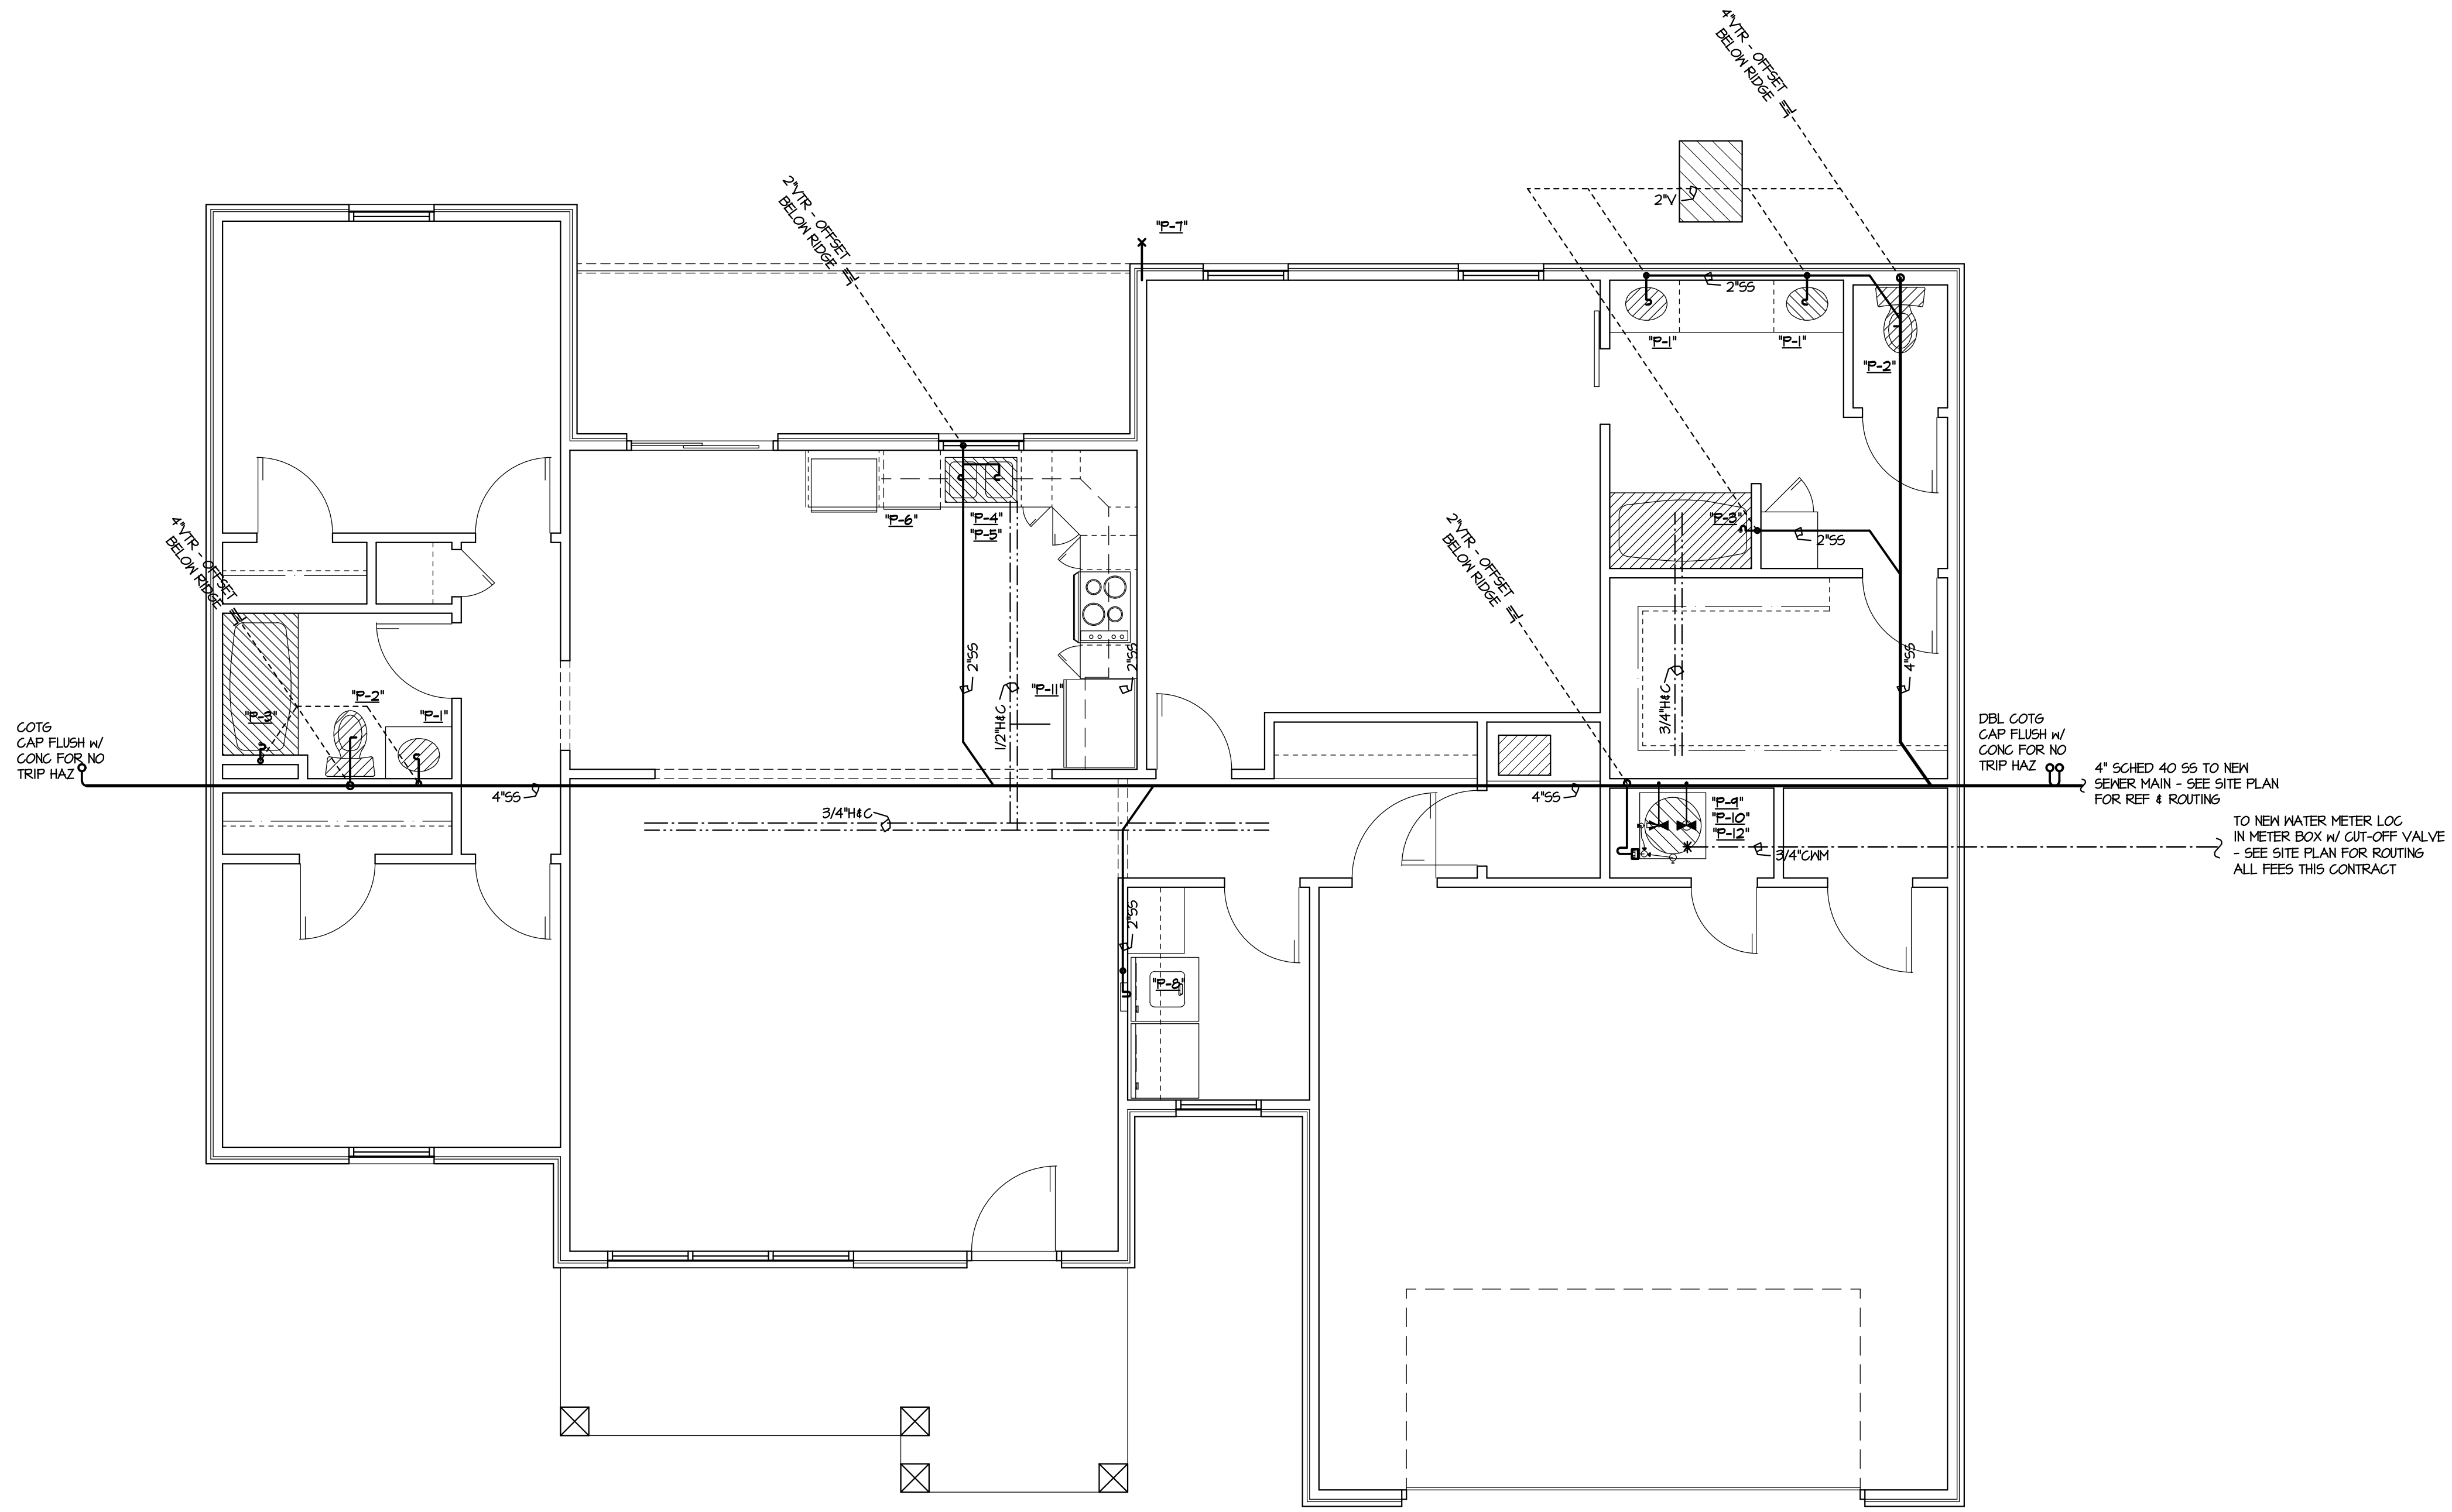 4"VTR - OFFSET
BELOW RIDGE
2"VTR - OFFSET
BELOW RIDGE
2"V
"P-7"
2"SS
"P-1"
"P-1"
"P-2"
4"VTR - OFFSET
BELOW RIDGE
"P-6"
"P-4"
"P-5"
2"VTR - OFFSET
BELOW RIDGE
"P-3"
2"SS
2"SS
2"SS
4"SS
"P-2"
"P-3"
"P-1"
1/2"H&C
"P-11"
3/4"H&C
COTG
CAP FLUSH w/
CONC FOR NO
TRIP HAZ
DBL COTG
CAP FLUSH w/
CONC FOR NO
TRIP HAZ
4" SCHED 40 SS TO NEW
SEWER MAIN - SEE SITE PLAN
FOR REF & ROUTING
4"SS
4"SS
3/4"H&C
"P-9"
"P-10"
"P-12"
3/4"CWM
TO NEW WATER METER LOC
IN METER BOX w/ CUT-OFF VALVE
- SEE SITE PLAN FOR ROUTING
ALL FEES THIS CONTRACT
2"SS
"P-8"